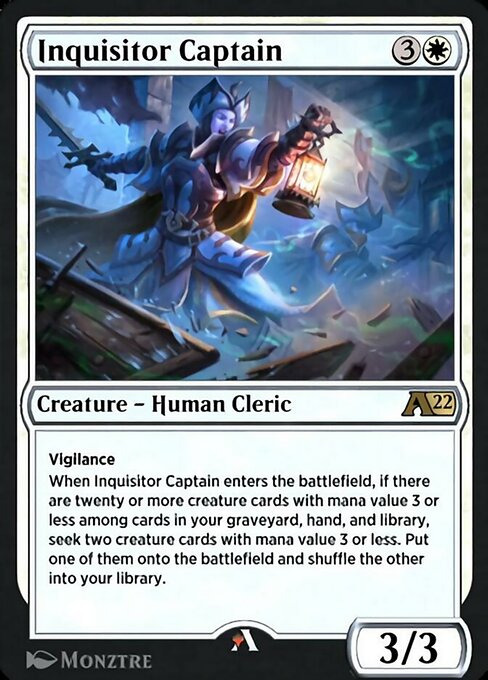 Inquisitor Captain 3
Creature – Human Cleric A22
Vigilance
When Inquisitor Captain enters the battlefield, if there
are twenty or more creature cards with mana value 3 or
less among cards in your graveyard, hand, and library,
seek two creature cards with mana value 3 or less. Put
one of them onto the battlefield and shuffle the other
into your library.
3/3
Monztre